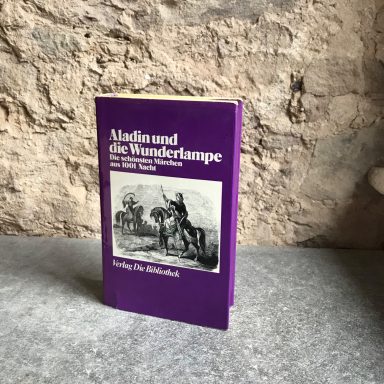 Aladin und
die Wunderlampe
Die schönsten Märchen
aus 1001 Nacht
Verlag Die Bibliothek